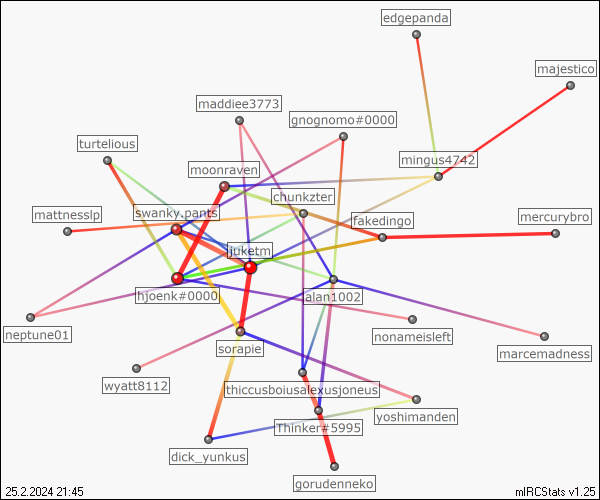 edgepanda
majestico
maddiee3773
gnognomo#0000
turtelious
mingus4742
moonraven
chunkzter
mattnesslp
swanky.pants
fakedingo
mercurybro
juketm
hjoenk#0000
alan1002
neptune01
sorapie
nonameisleft
marcemadness
wyatt8112
thiccusboiusalexusjoneus
yoshimanden
Thinker#5995
dick_yunkus
gorudenneko
25.2.2024 21:45
mIRCStats v1.25